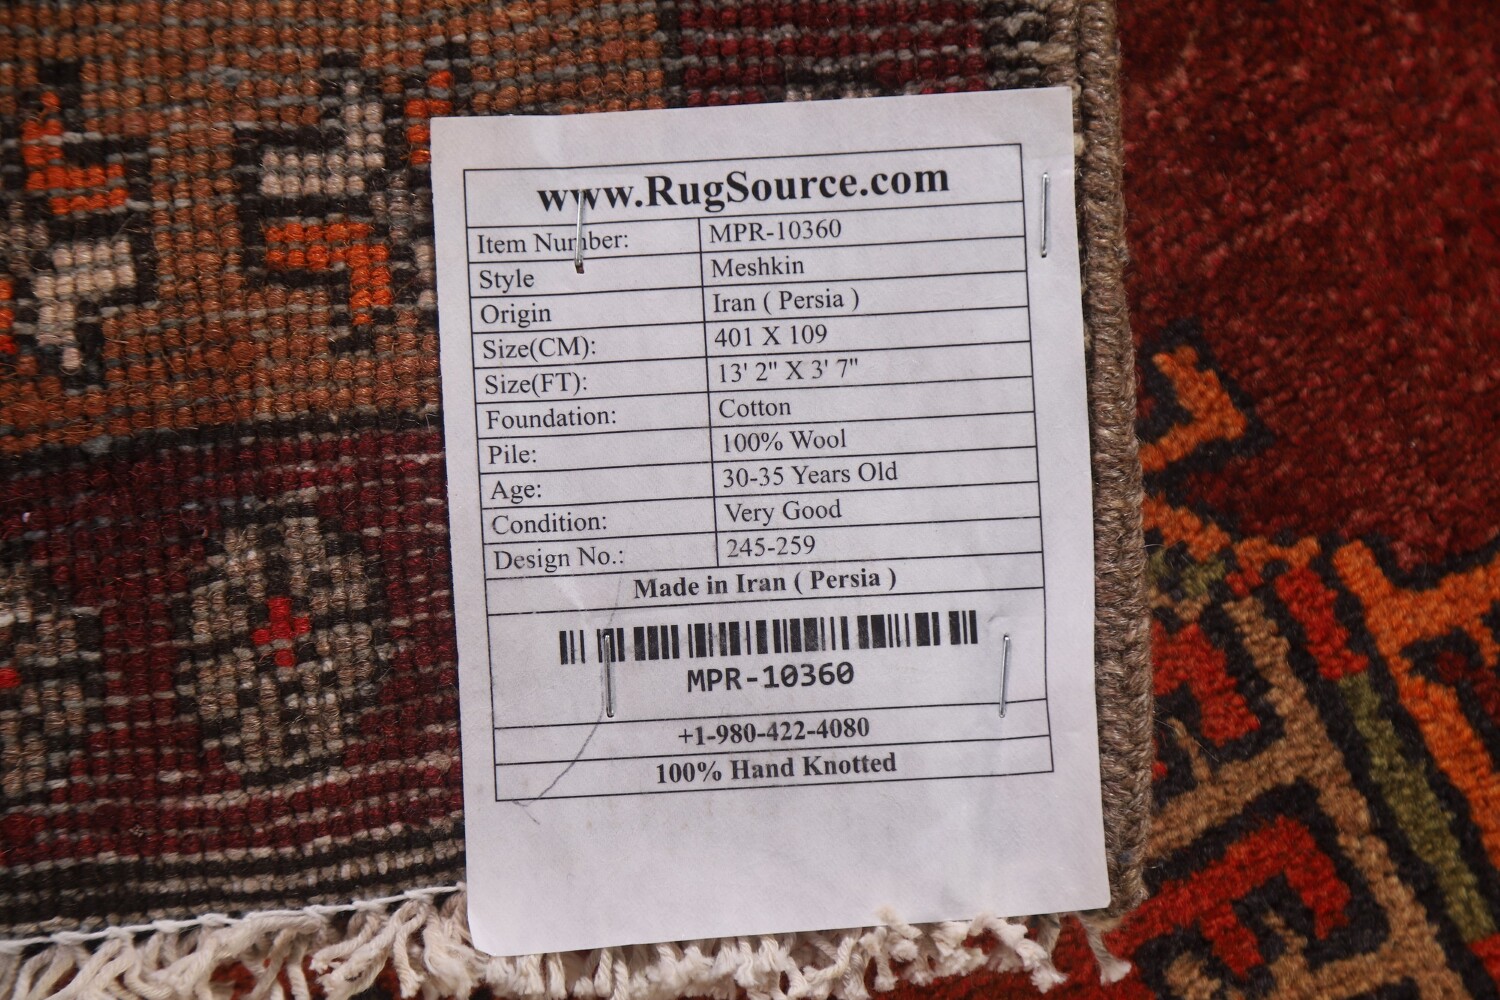 www.RugSource.com
Item Number: MPR-10360
Style Meshkin
Origin Iran ( Persia )
Size(CM): 401 X 109
Size(FT): 13' 2" X 3' 7"
Foundation: Cotton
Pile: 100% Wool
Age: 30-35 Years Old
Condition: Very Good
Design No.: 245-259
Made in Iran ( Persia )
MPR-10360
+1-980-422-4080
100% Hand Knotted